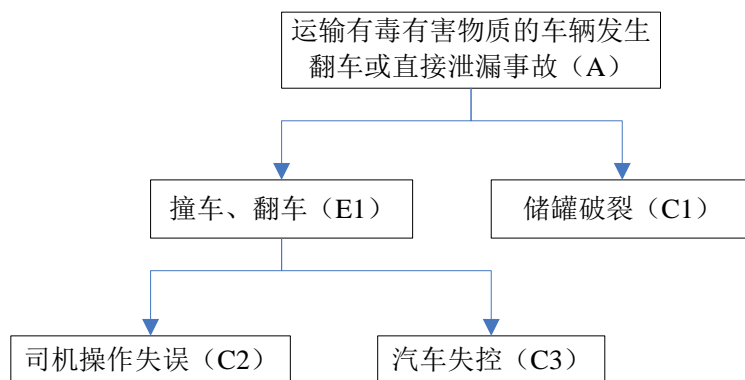 运输有毒有害物质的车辆发生
翻车或直接泄漏事故（A）
撞车、翻车（E1）
储罐破裂（C1）
司机操作失误（C2）
汽车失控（C3）